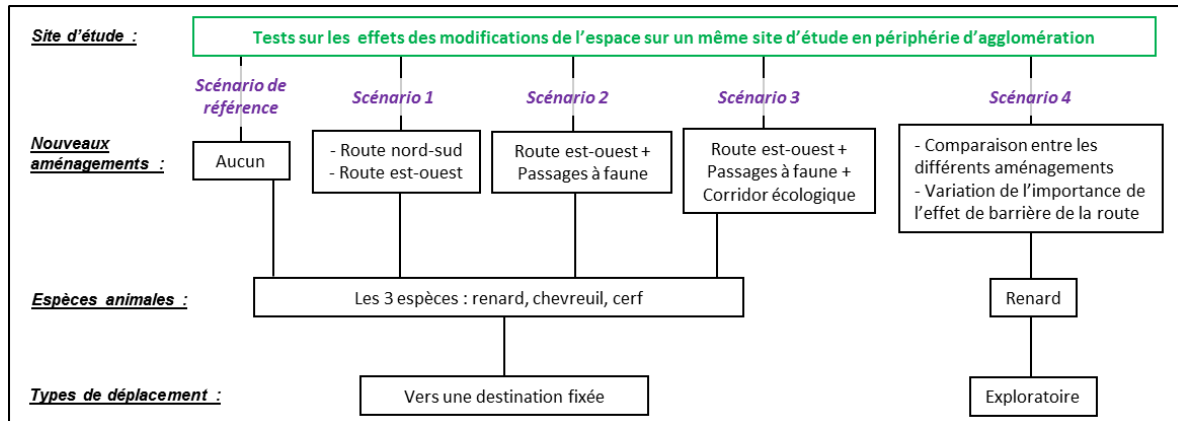 Site d'étude :
Tests sur les effets des modifications de l'espace sur un même site d'étude en périphérie d'agglomération
Scénario de
référence
Scénario 1
Scénario 2
Scénario 3
Scénario 4
Nouveaux
aménagements :
Aucun
- Route nord-sud
- Route est-ouest
Route est-ouest +
Passages à faune
Route est-ouest +
Passages à faune +
Corridor écologique
- Comparaison entre les
différents aménagements
- Variation de l'importance de
l'effet de barrière de la route
Espèces animales :
Les 3 espèces : renard, chevreuil, cerf
Renard
Types de déplacement :
Vers une destination fixée
Exploratoire